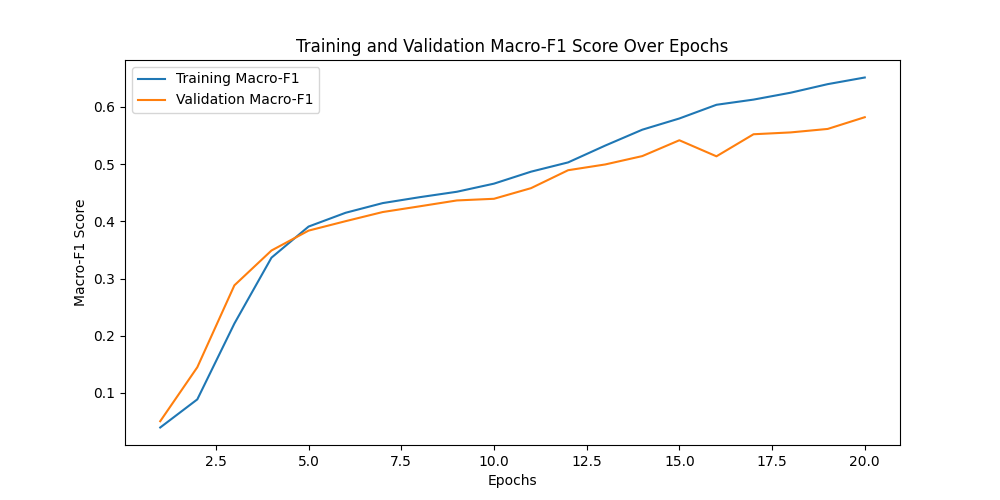 Training and Validation Macro-F1 Score Over Epochs
Training Macro-F1
Validation Macro-F1
Macro-F1 Score
0.6
0.5
0.4
0.3
0.2
0.1
2.5 5.0 7.5 10.0 12.5 15.0 17.5 20.0
Epochs